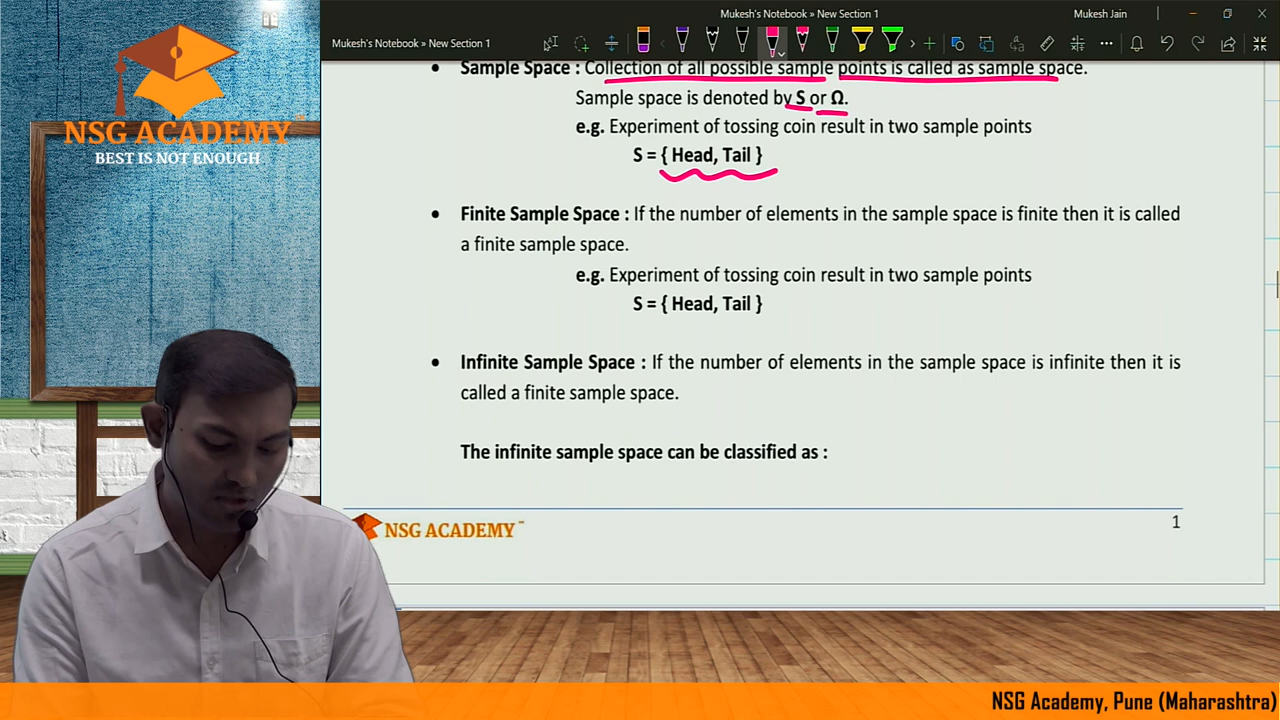 Mukesh's Notebook » New Section 1
Mukesh Jain
Mukesh's Notebook » New Section 1
NSG ACADEMY
BEST IS NOT ENOUGH
• Sample Space : Collection of all possible sample points is called as sample space.
Sample space is denoted by S or Ω.
e.g. Experiment of tossing coin result in two sample points
S = { Head, Tail }
• Finite Sample Space : If the number of elements in the sample space is finite then it is called
a finite sample space.
e.g. Experiment of tossing coin result in two sample points
S = { Head, Tail }
• Infinite Sample Space : If the number of elements in the sample space is infinite then it is
called a finite sample space.
The infinite sample space can be classified as :
NSG ACADEMY
1
NSG Academy, Pune (Maharashtra)